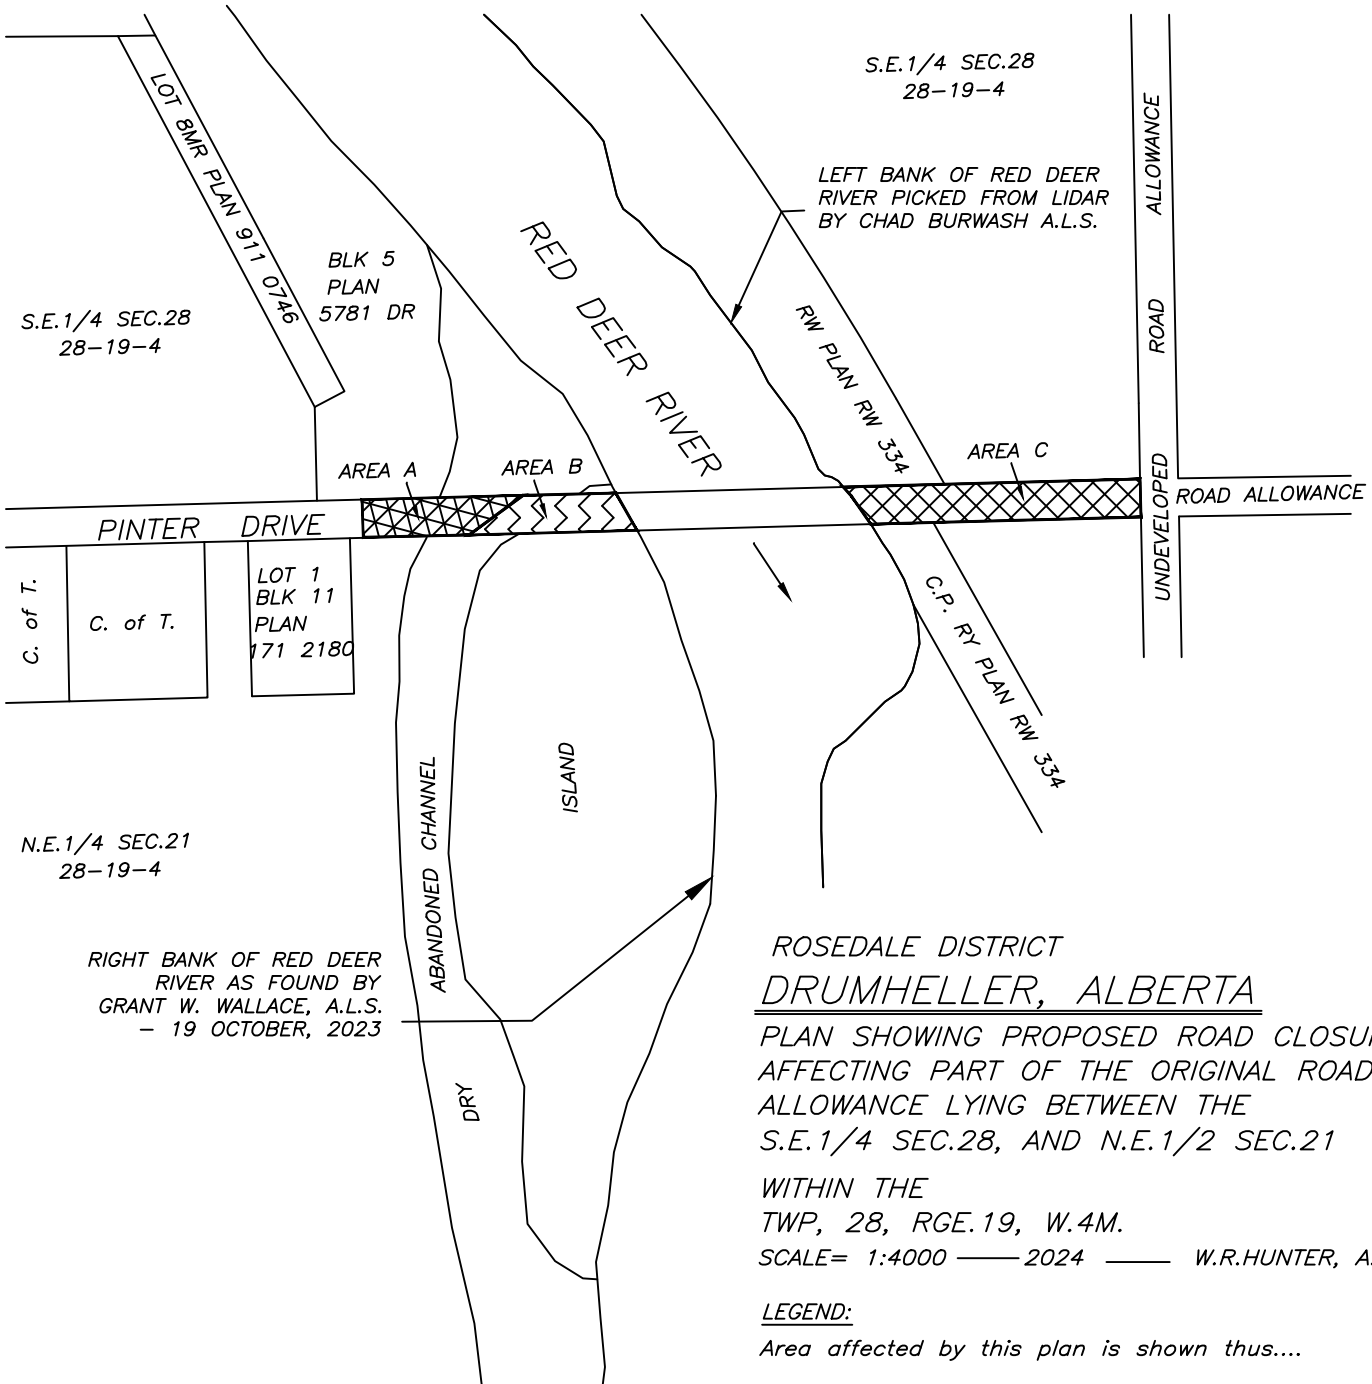 S.E.1/4 SEC.28
28-19-4
LOT 8MR PLAN 911 0746
LEFT BANK OF RED DEER
RIVER PICKED FROM LIDAR
BY CHAD BURWASH A.L.S.
ROAD ALLOWANCE
UNDEVELOPED
RED DEER RIVER
BLK 5
PLAN
5781 DR
S.E.1/4 SEC.28
28-19-4
RW PLAN RW 334
AREA A
AREA B
AREA C
ROAD ALLOWANCE
PINTER DRIVE
C. of T.
C. of T.
LOT 1
BLK 11
PLAN
171 2180
C.P. RY PLAN RW 334
ISLAND
ABANDONED CHANNEL
DRY
N.E.1/4 SEC.21
28-19-4
RIGHT BANK OF RED DEER
RIVER AS FOUND BY
GRANT W. WALLACE, A.L.S.
- 19 OCTOBER, 2023
ROSEDALE DISTRICT
DRUMHELLER, ALBERTA
PLAN SHOWING PROPOSED ROAD CLOSU
AFFECTING PART OF THE ORIGINAL ROAD
ALLOWANCE LYING BETWEEN THE
S.E.1/4 SEC.28, AND N.E.1/2 SEC.21
WITHIN THE
TWP, 28, RGE.19, W.4M.
SCALE= 1:4000 —— 2024 —— W.R.HUNTER, A.
LEGEND:
Area affected by this plan is shown thus....